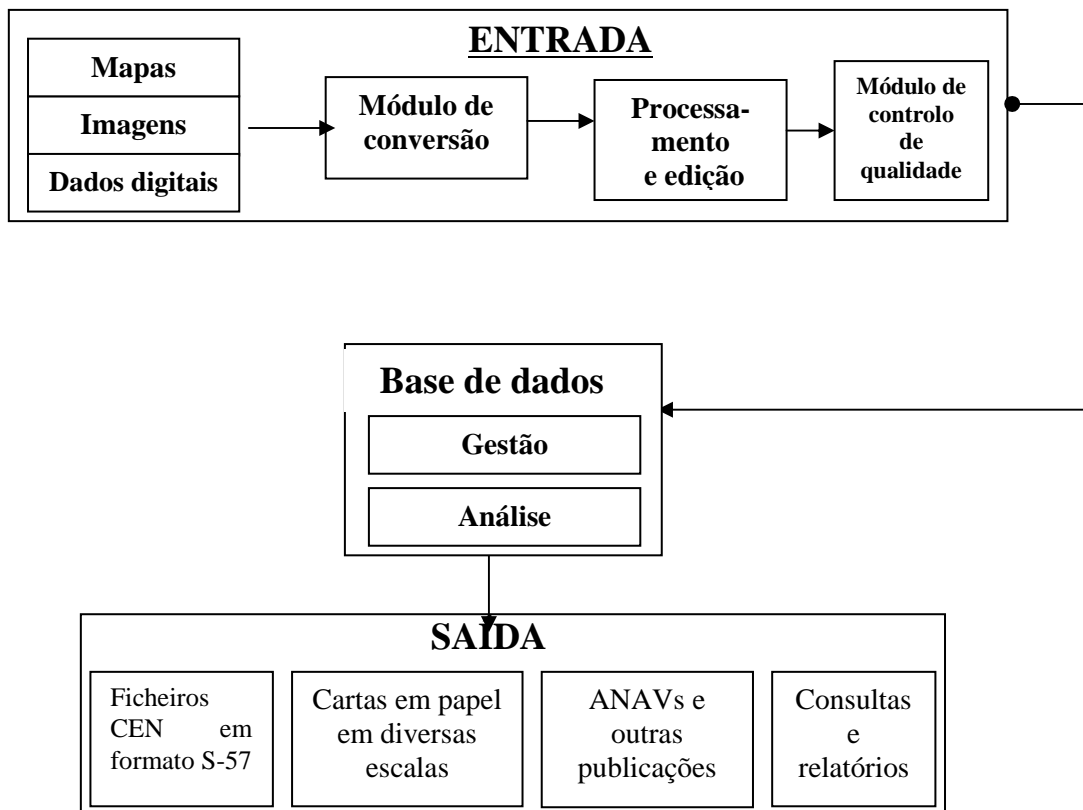 ENTRADA
Mapas
Imagens
Dados digitais
Módulo de
conversão
Processa-
mento
e edição
Módulo de
controlo
de
qualidade
Base de dados
Gestão
Análise
SAÍDA
Ficheiros
CEN em
formato S-57
Cartas em papel
em diversas
escalas
ANAVs e
outras
publicações
Consultas
e
relatórios